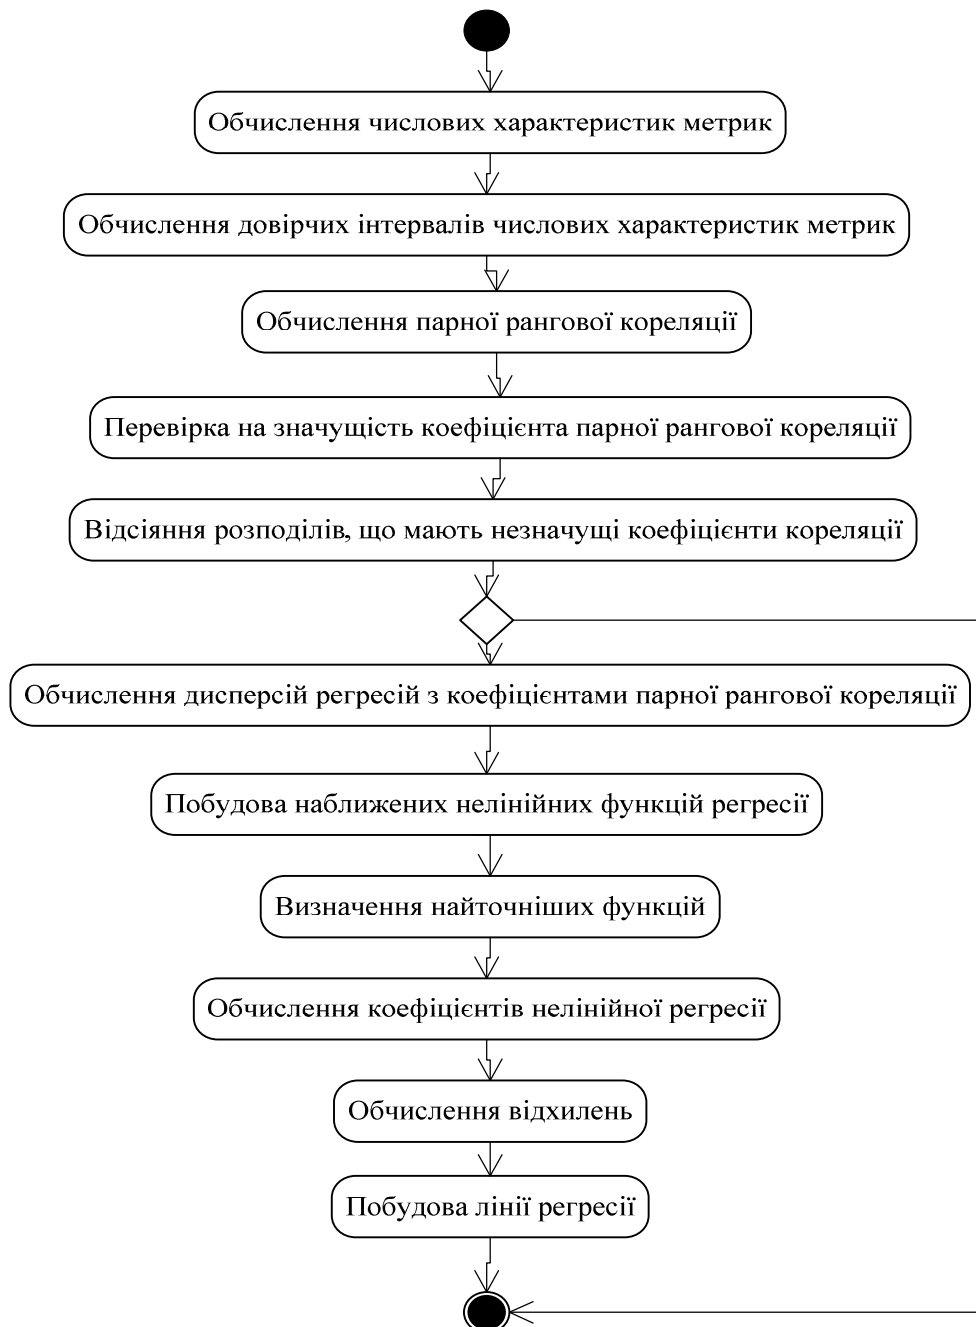 Обчислення числових характеристик метрик
Обчислення довірчих інтервалів числових характеристик метрик
Обчислення парної рангової кореляції
Перевірка на значущість коефіцієнта парної рангової кореляції
Відсіяння розподілів, що мають незначущі коефіцієнти кореляції
Обчислення дисперсій регресій з коефіцієнтами парної рангової кореляції
Побудова наближених нелінійних функцій регресії
Визначення найточніших функцій
Обчислення коефіцієнтів нелінійної регресії
Обчислення відхилень
Побудова лінії регресії